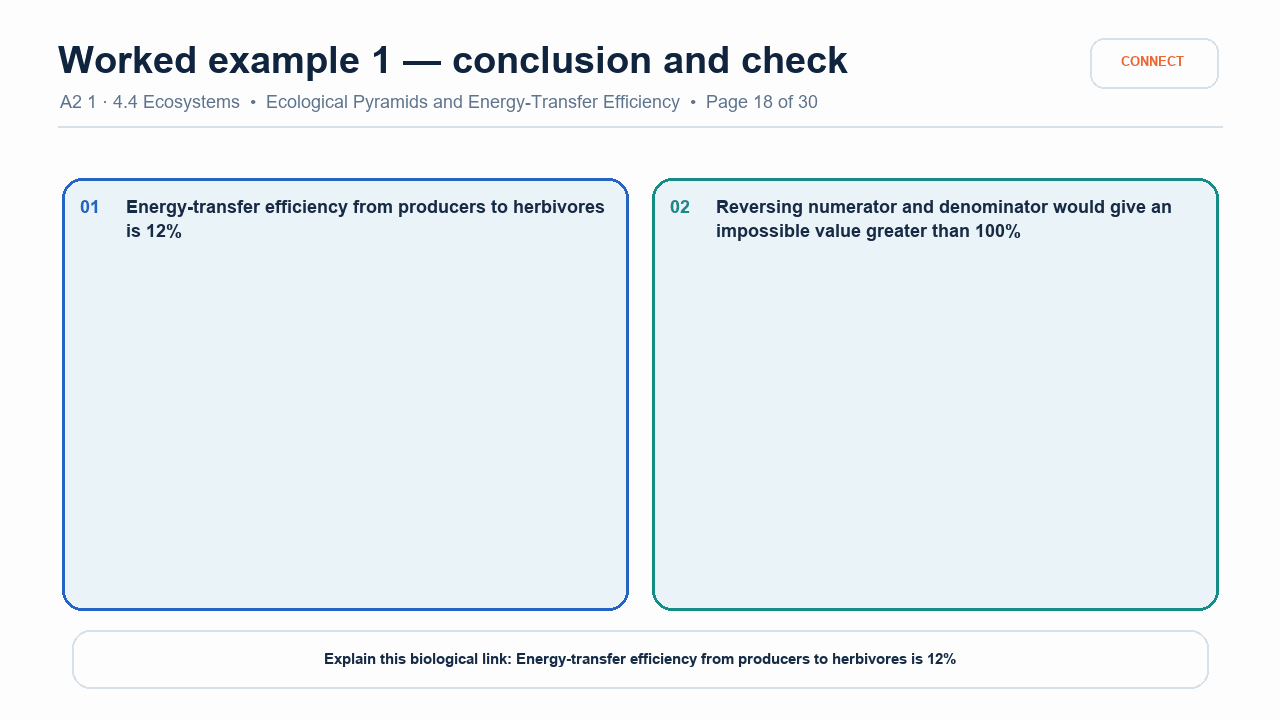 Worked example 1 — conclusion and check
CONNECT
A2 1 · 4.4 Ecosystems • Ecological Pyramids and Energy-Transfer Efficiency • Page 18 of 30
01 Energy-transfer efficiency from producers to herbivores
is 12%
02 Reversing numerator and denominator would give an
impossible value greater than 100%
Explain this biological link: Energy-transfer efficiency from producers to herbivores is 12%